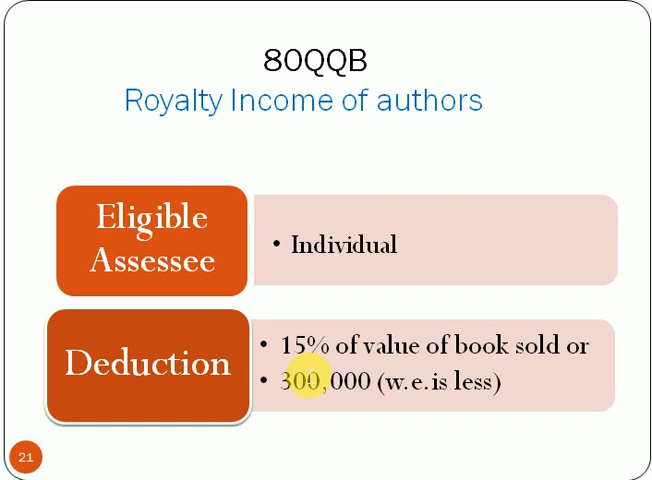 80QQB
Royalty Income of authors
Eligible
Assessee
• Individual
Deduction
• 15% of value of book sold or
• 300,000 (w.e.is less)
21